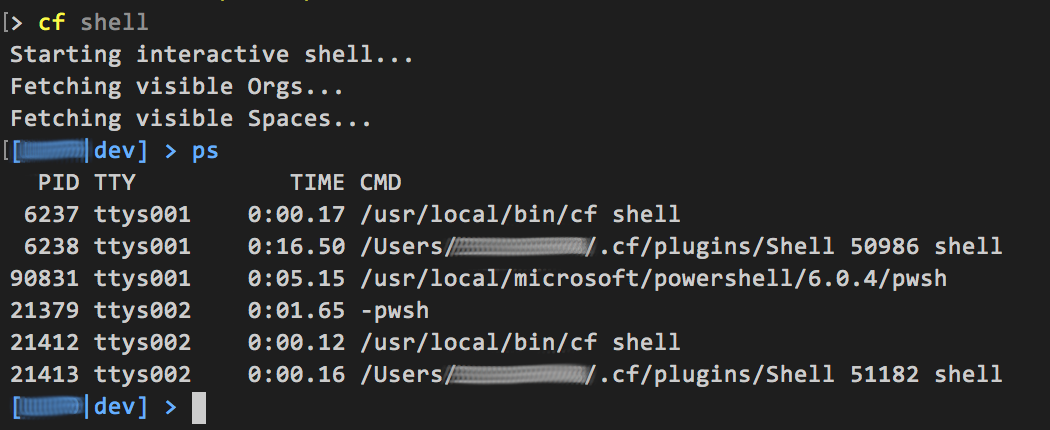 [> cf shell
Starting interactive shell...
Fetching visible Orgs...
Fetching visible Spaces...
[[|dev] > ps
PID TTY TIME CMD
6237 ttys001 0:00.17 /usr/local/bin/cf shell
6238 ttys001 0:16.50 /Users/ /.cf/plugins/Shell 50986 shell
90831 ttys001 0:05.15 /usr/local/microsoft/powershell/6.0.4/pwsh
21379 ttys002 0:01.65 -pwsh
21412 ttys002 0:00.12 /usr/local/bin/cf shell
21413 ttys002 0:00.16 /Users/ /.cf/plugins/Shell 51182 shell
[|dev] >